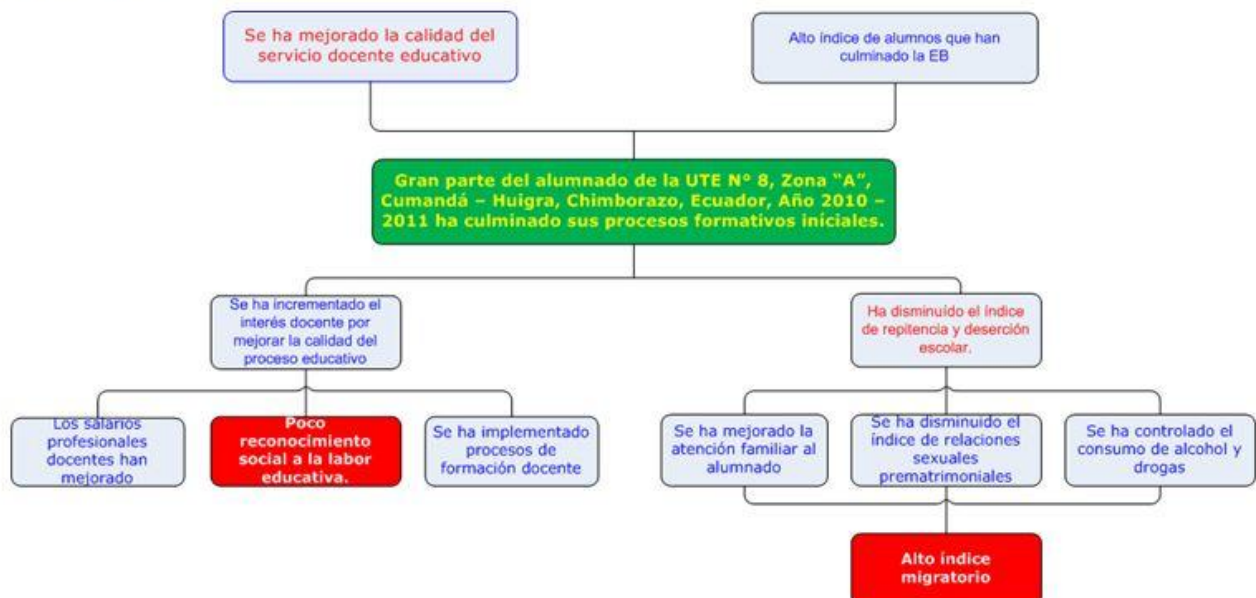 Se ha mejorado la calidad del
servicio docente educativo
Alto índice de alumnos que han
culminado la EB
Gran parte del alumnado de la UTE Nº 8, Zona “A”,
Cumandá – Huigra, Chimborazo, Ecuador, Año 2010 –
2011 ha culminado sus procesos formativos iniciales.
Se ha incrementado el
interés docente por
mejorar la calidad del
proceso educativo
Ha disminuído el índice
de repitencia y deserción
escolar.
Los salarios
profesionales
docentes han
mejorado
Poco
reconocimiento
social a la labor
educativa.
Se ha implementado
procesos de
formación docente
Se ha mejorado la
atención familiar al
alumnado
Se ha disminuido el
índice de relaciones
sexuales
prematrimoniales
Se ha controlado el
consumo de alcohol y
drogas
Alto índice
migratorio